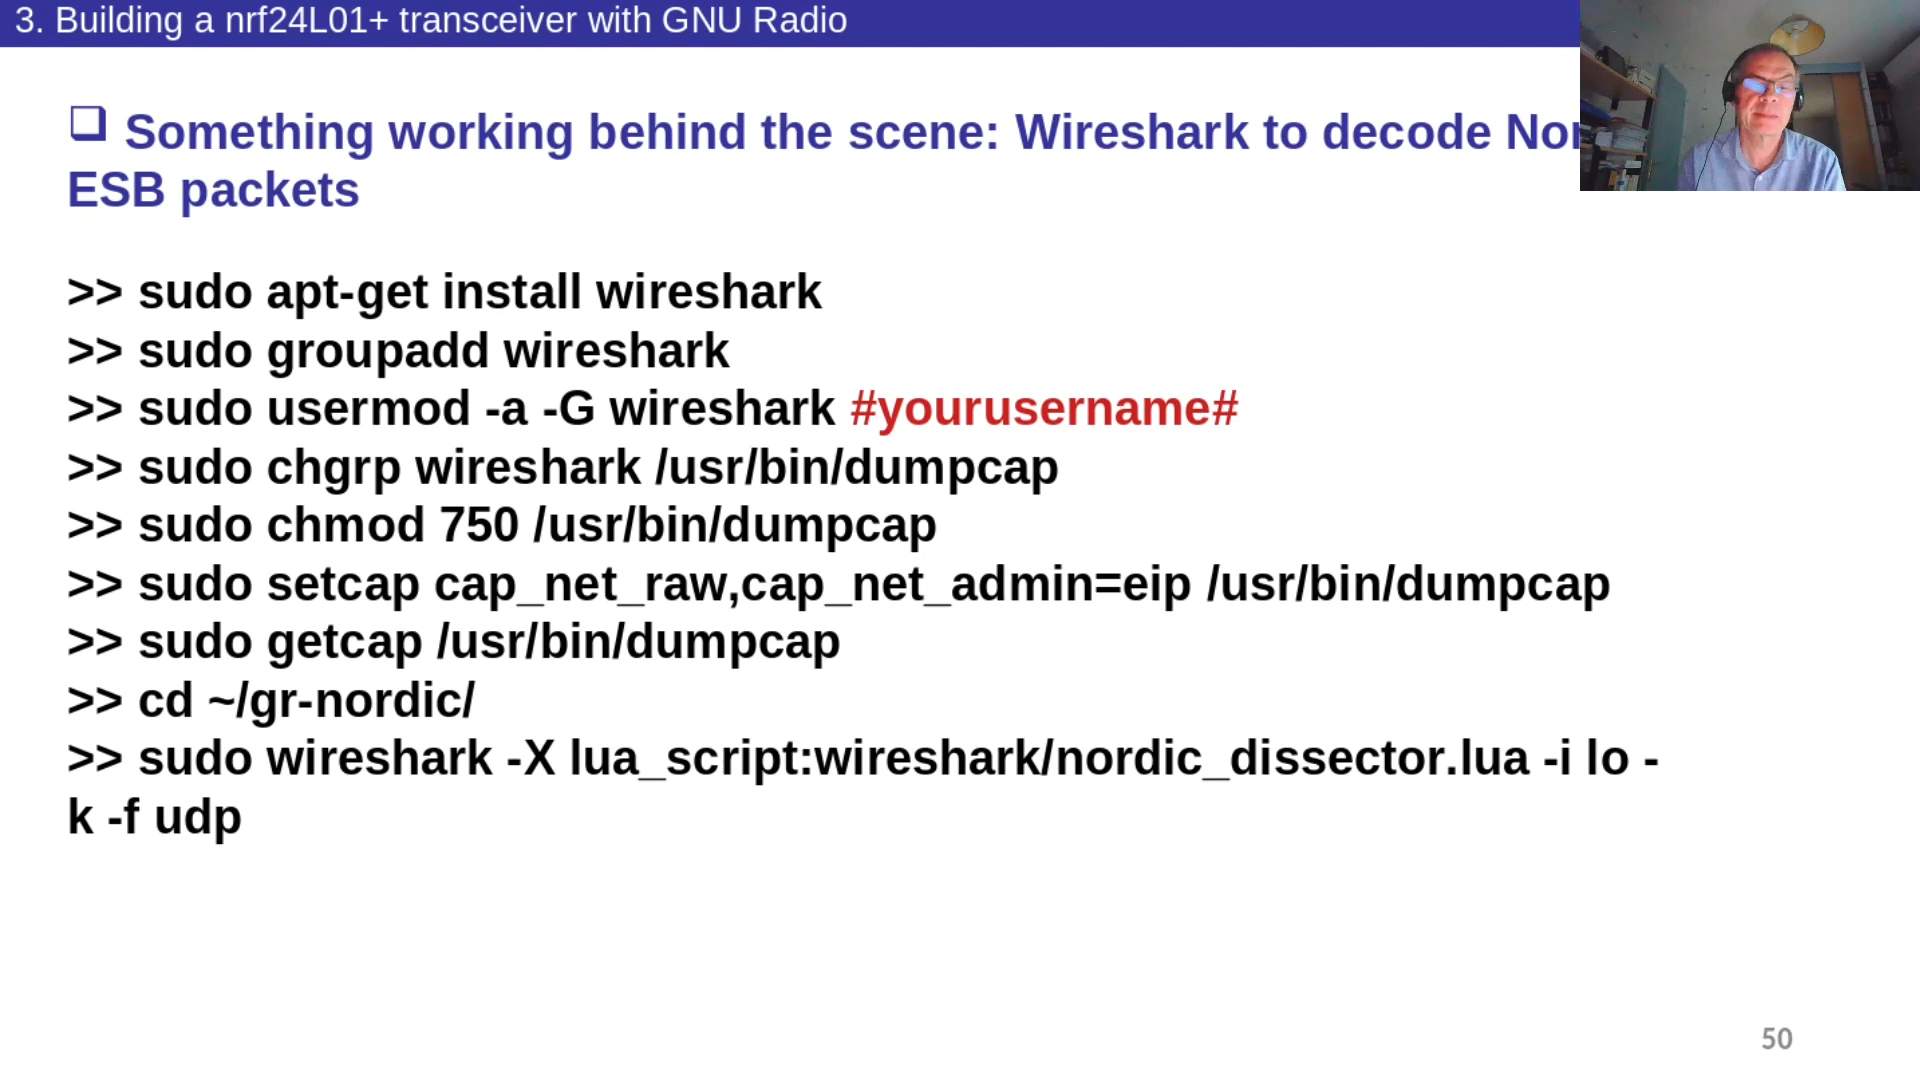 3. Building a nrf24L01+ transceiver with GNU Radio
Something working behind the scene: Wireshark to decode
ESB packets
>> sudo apt-get install wireshark
>> sudo groupadd wireshark
>> sudo usermod -a -G wireshark #yourusername#
>> sudo chgrp wireshark /usr/bin/dumpcap
>> sudo chmod 750 /usr/bin/dumpcap
>> sudo setcap cap_net_raw,cap_net_admin=eip /usr/bin/dumpcap
>> sudo getcap /usr/bin/dumpcap
>> cd ~/gr-nordic/
>> sudo wireshark -X lua_script:wireshark/nordic_dissector.lua -i lo -
k -f udp
50